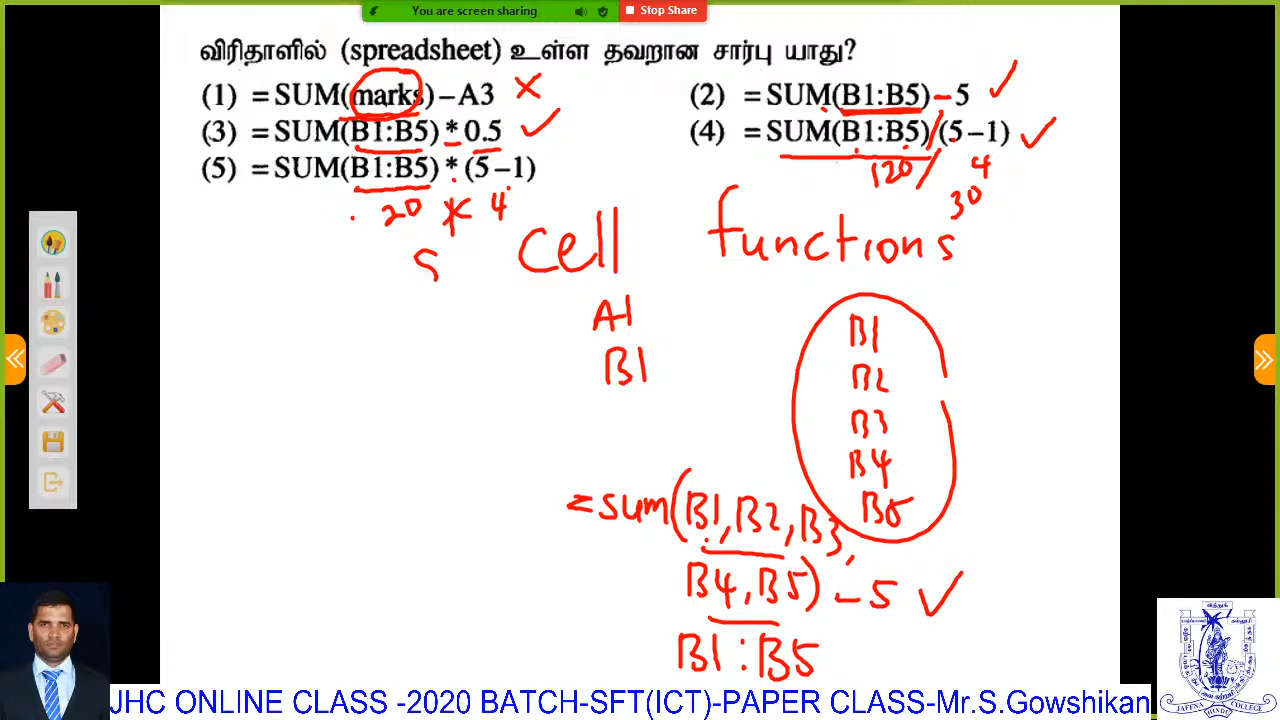 You are screen sharing Stop Share
விரிதாளில் (spreadsheet) உள்ள தவறான சார்பு யாது?
(1) =SUM(marks)–A3 (2) =SUM(B1:B5)–5
(3) =SUM(B1:B5)*0.5 (4) =SUM(B1:B5)/(5–1)
(5) =SUM(B1:B5)*(5–1) 120/ 4
20 * 4 30
S cell functions
A1 B1
B1 B2
B3
B4
B5
=sum(B1,B2,B3,
B4,B5) – 5
B1:B5
JHC ONLINE CLASS -2020 BATCH-SFT(ICT)-PAPER CLASS-Mr.S.Gowshikan
JAFFNA HINDU COLLEGE